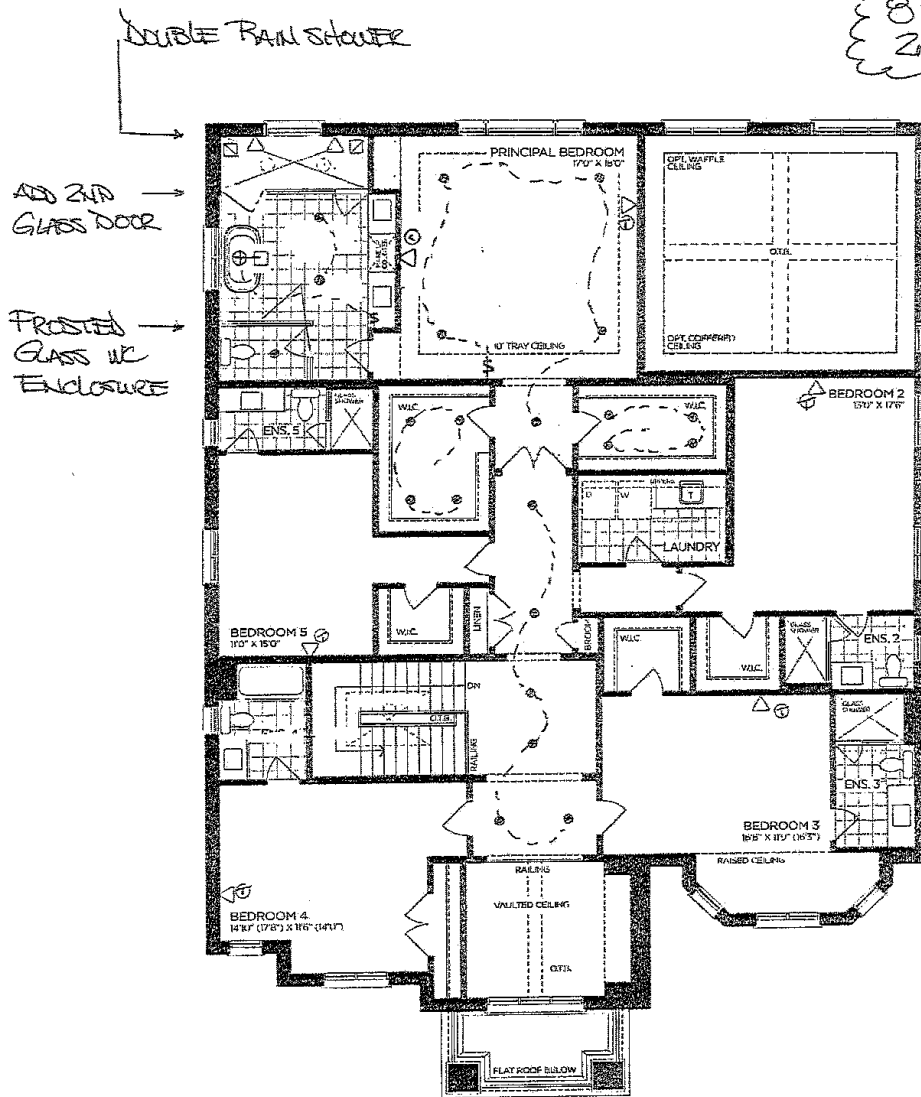 DOUBLE RAIN SHOWER
8
2
ADD 2ND
GLASS DOOR
FROSTED
GLASS WC
ENCLOSURE
PRINCIPAL BEDROOM
17'0" X 18'0"
10' TRAY CEILING
OPT. WAFFLE
CEILING
O.T.B.
OPT. COFFERED
CEILING
BEDROOM 2
13'0" X 17'6"
GLASS
SHOWER
ENS. 5
W.I.C.
W.I.C.
D
W
T
LAUNDRY
BEDROOM 5
11'0" X 15'0"
W.I.C.
LINEN
BROOM
W.I.C.
W.I.C.
GLASS
SHOWER
ENS. 2
DN
O.T.B.
RAILING
GLASS
SHOWER
ENS. 3
BEDROOM 3
16'8" X 11'9" (16'3")
RAISED CEILING
BEDROOM 4
14'10" (17'8") X 11'6" (14'0")
RAILING
VAULTED CEILING
O.T.B.
FLAT ROOF BELOW